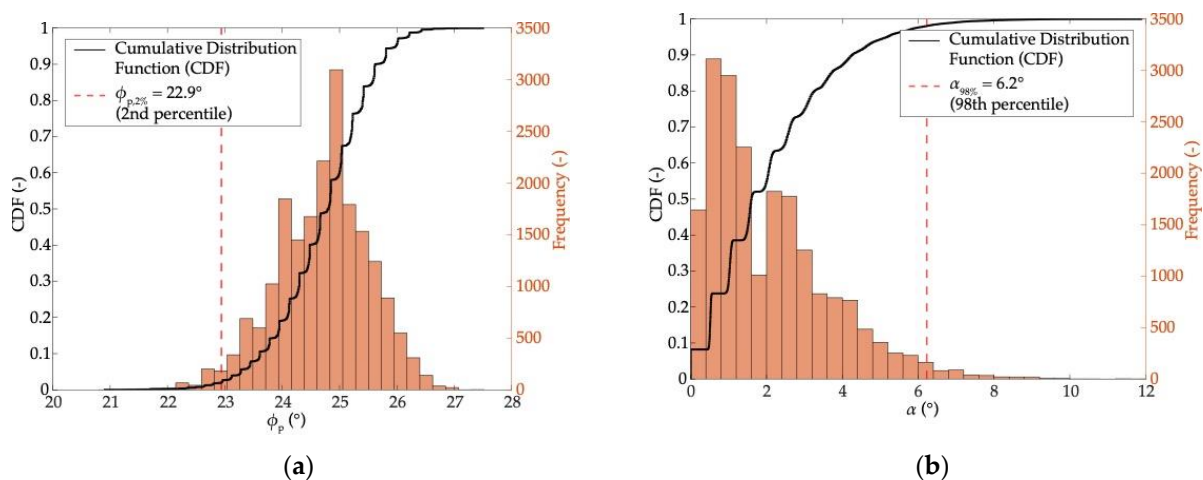 1
0.9
0.8
0.7
0.6
0.5
0.4
0.3
0.2
0.1
0
CDF (-)
Cumulative Distribution
Function (CDF)
ϕp,2% = 22.9°
(2nd percentile)
3500
3000
2500
2000
1500
1000
500
0
Frequency (-)
20 21 22 23 24 25 26 27 28
ϕp (°)
(a)
1
0.9
0.8
0.7
0.6
0.5
0.4
0.3
0.2
0.1
0
CDF (-)
Cumulative Distribution
Function (CDF)
α98% = 6.2°
(98th percentile)
3500
3000
2500
2000
1500
1000
500
0
Frequency (-)
0 2 4 6 8 10 12
α (°)
(b)